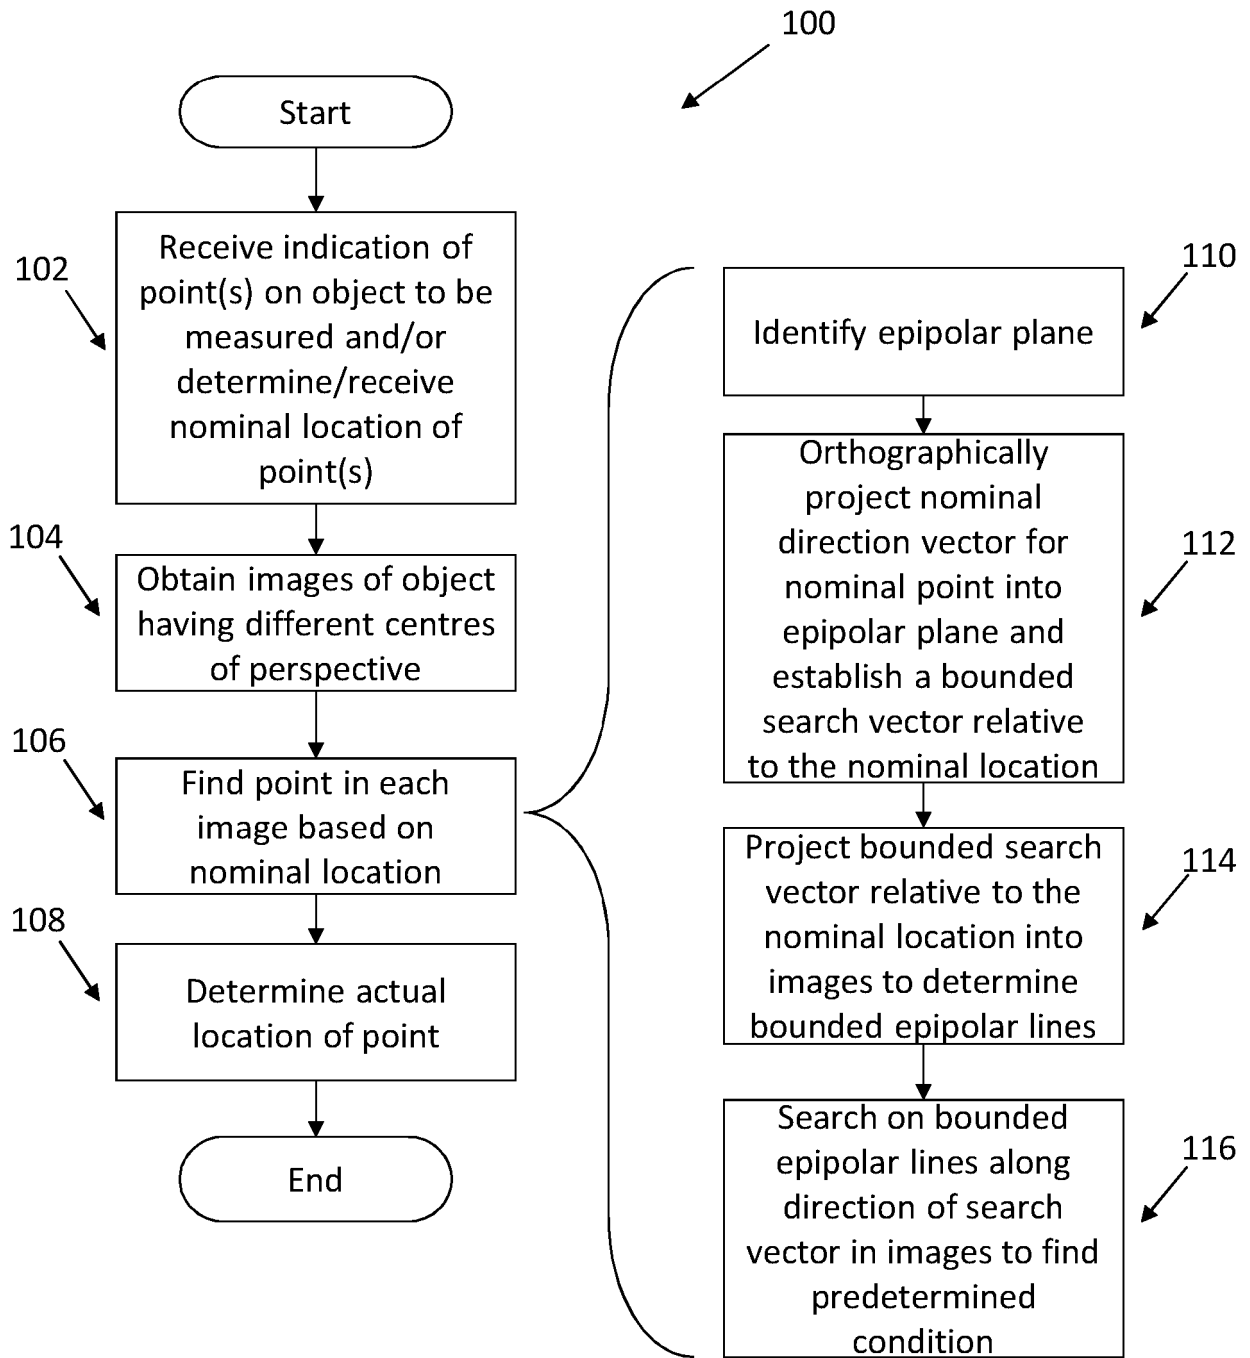 100
Start
102
Receive indication of
point(s) on object to be
measured and/or
determine/receive
nominal location of
point(s)
104
Obtain images of object
having different centres
of perspective
106
Find point in each
image based on
nominal location
108
Determine actual
location of point
End
110
Identify epipolar plane
112
Orthographically
project nominal
direction vector for
nominal point into
epipolar plane and
establish a bounded
search vector relative
to the nominal location
114
Project bounded search
vector relative to the
nominal location into
images to determine
bounded epipolar lines
116
Search on bounded
epipolar lines along
direction of search
vector in images to find
predetermined
condition